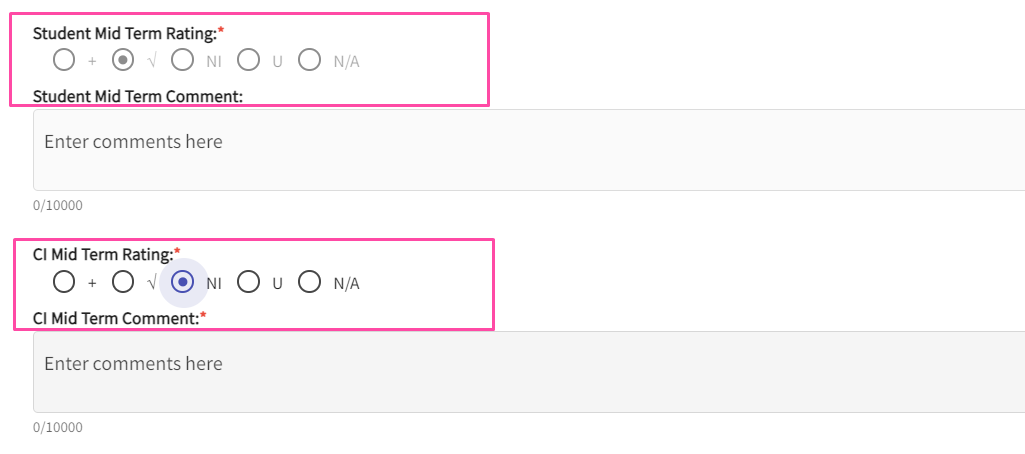 Student Mid Term Rating:*
+ √ NI U N/A
Student Mid Term Comment:
Enter comments here
0/10000
CI Mid Term Rating:*
+ √ NI U N/A
CI Mid Term Comment:*
Enter comments here
0/10000